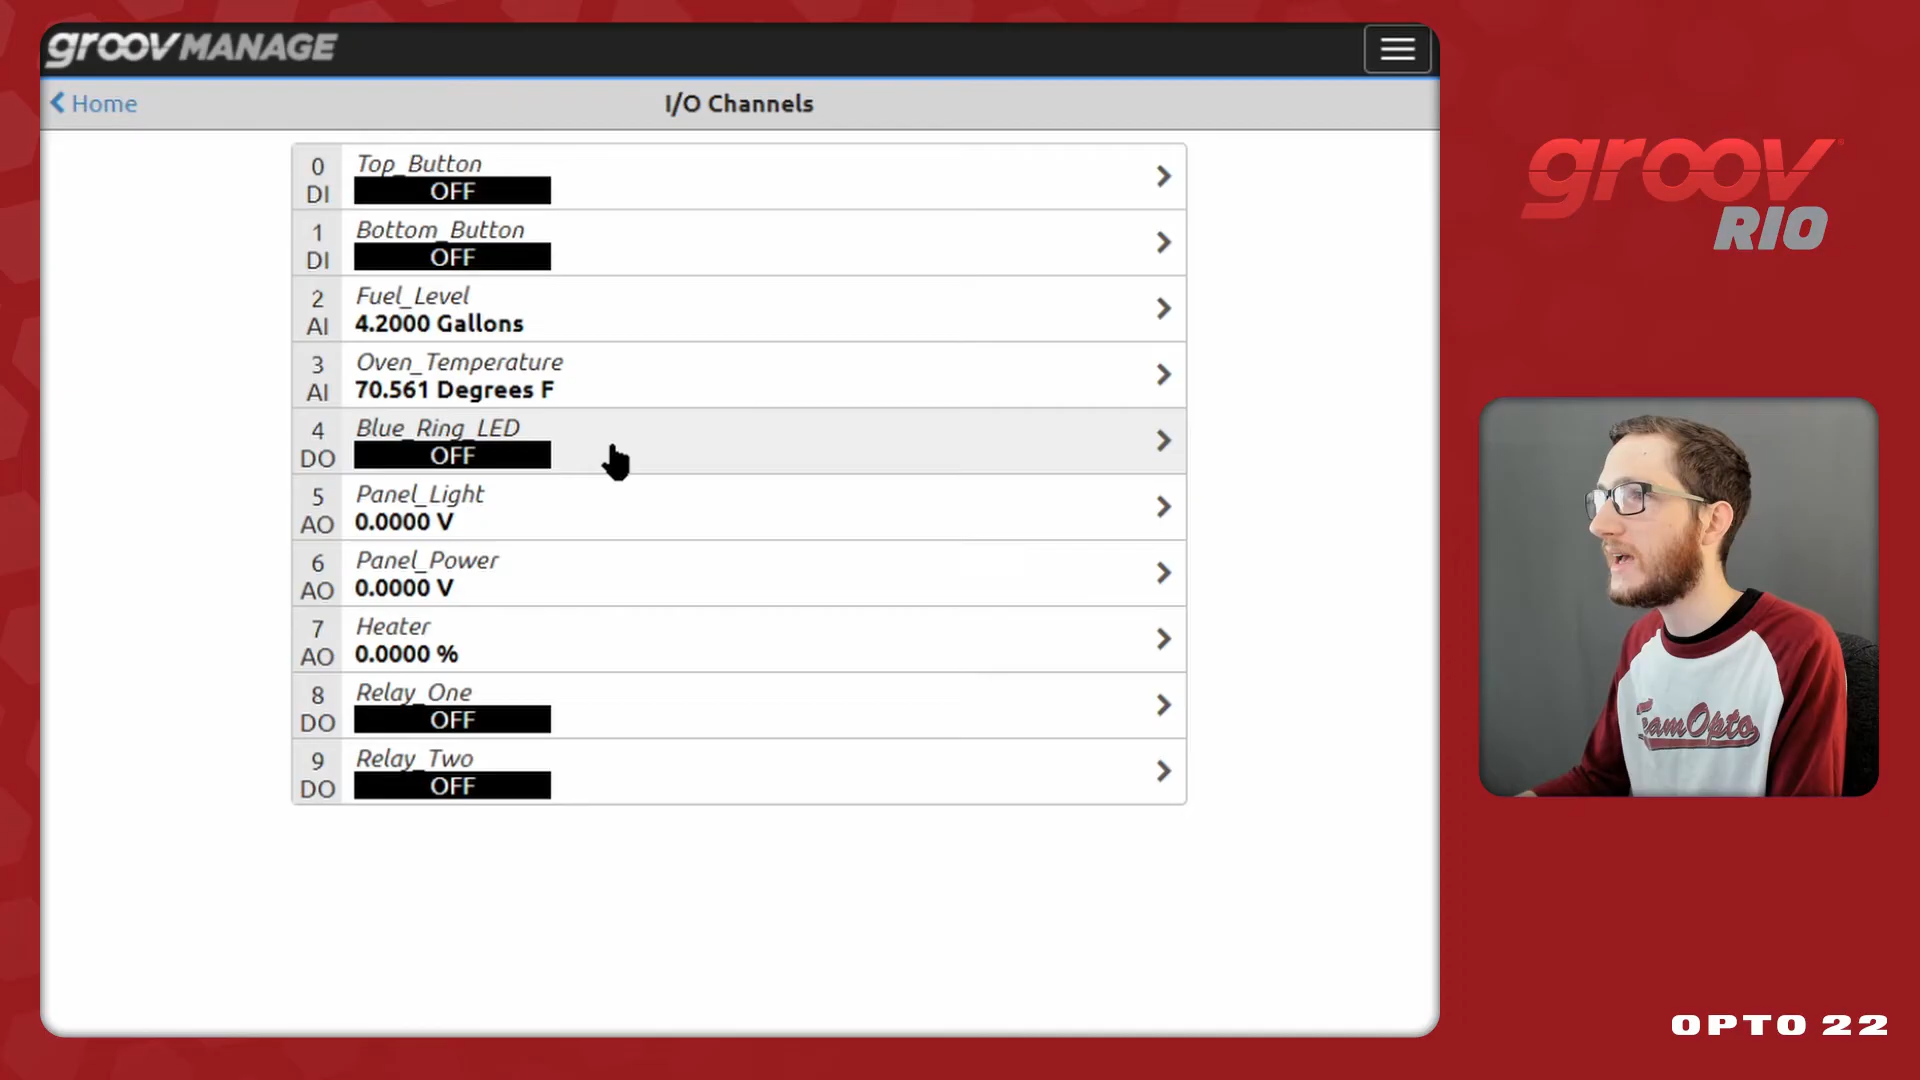 groov MANAGE
Home
I/O Channels
0
DI
Top_Button
OFF
1
DI
Bottom_Button
OFF
2
AI
Fuel_Level
4.2000 Gallons
3
AI
Oven_Temperature
70.561 Degrees F
4
DO
Blue_Ring_LED
OFF
5
AO
Panel_Light
0.0000 V
6
AO
Panel_Power
0.0000 V
7
AO
Heater
0.0000 %
8
DO
Relay_One
OFF
9
DO
Relay_Two
OFF
groov
RIO
TeamOpto
OPTO 22